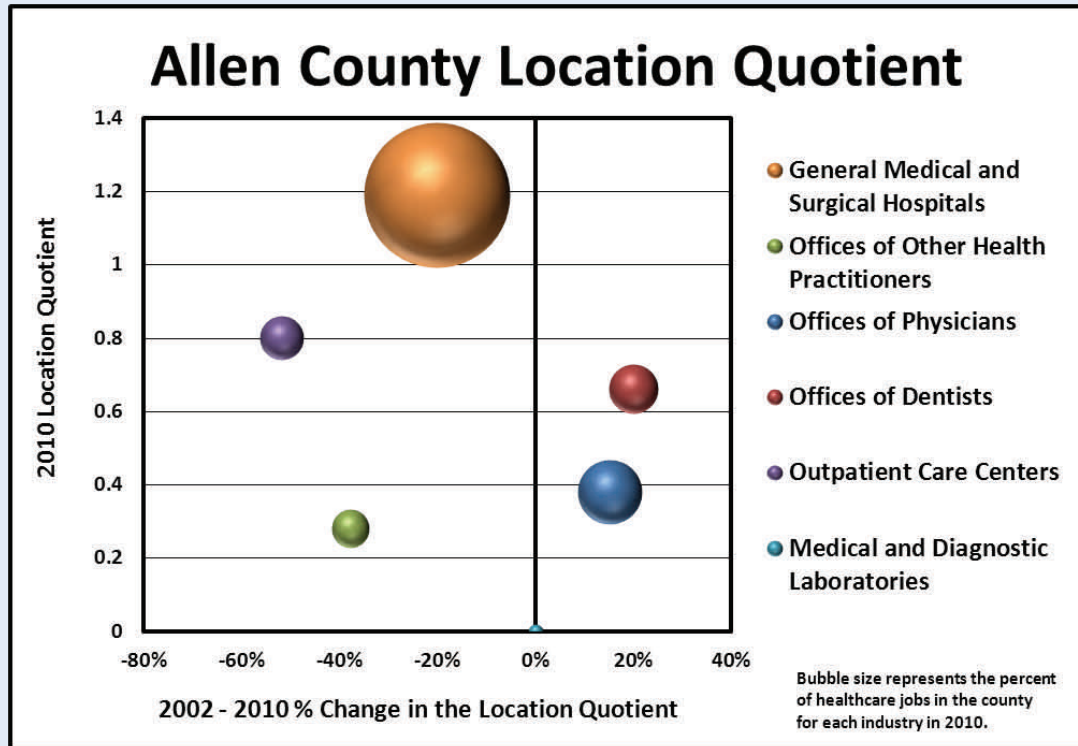 Allen County Location Quotient
2010 Location Quotient
1.4
1.2
1
0.8
0.6
0.4
0.2
0
-80%
-60%
-40%
-20%
0%
20%
40%
2002 - 2010 % Change in the Location Quotient
General Medical and
Surgical Hospitals
Offices of Other Health
Practitioners
Offices of Physicians
Offices of Dentists
Outpatient Care Centers
Medical and Diagnostic
Laboratories
Bubble size represents the percent
of healthcare jobs in the county
for each industry in 2010.